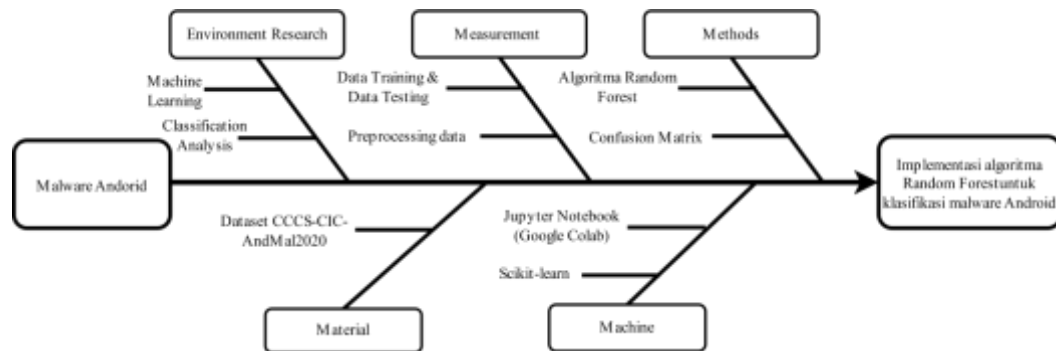 Environment Research
Measurement
Methods
Machine
Learning
Data Training &
Data Testing
Algoritma Random
Forest
Classification
Analysis
Preprocessing data
Confusion Matrix
Malware Andorid
Implementasi algoritma
Random Forestuntuk
klasifikasi malware Android
Dataset CCCS-CIC-
AndMal2020
Jupyter Notebook
(Google Colab)
Scikit-learn
Material
Machine